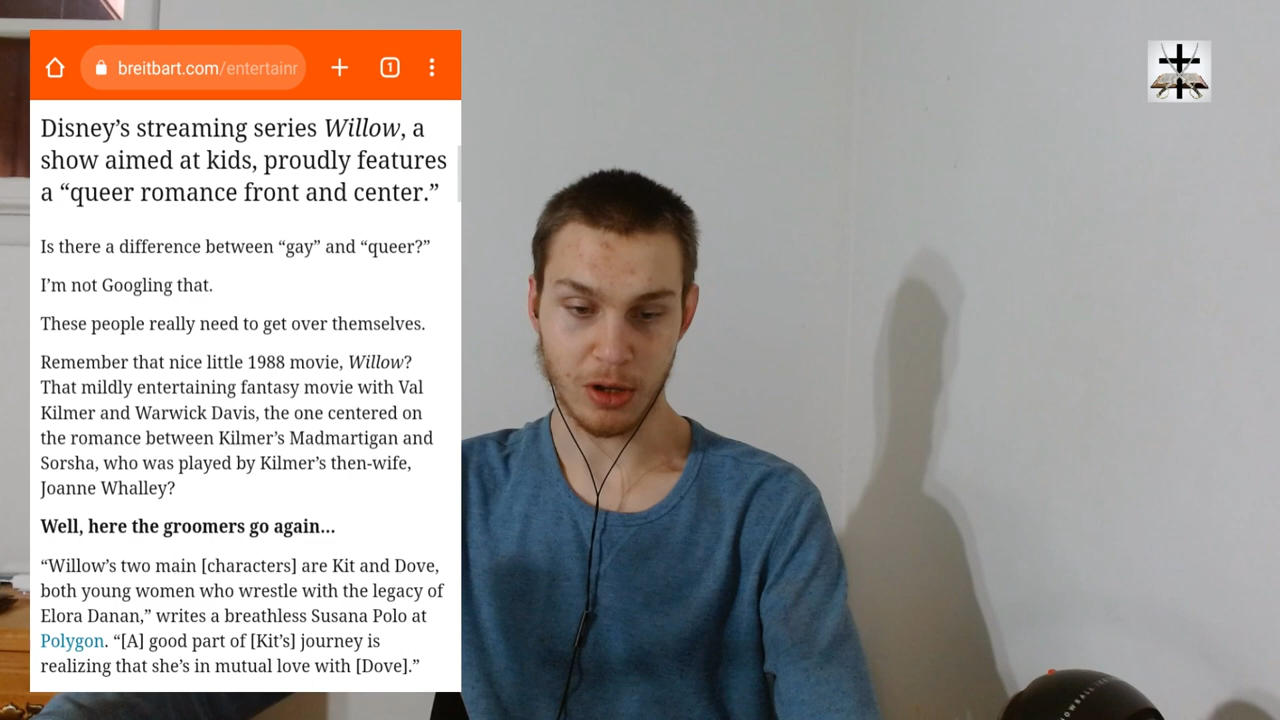 breitbart.com/entertainr
1
Disney’s streaming series Willow, a
show aimed at kids, proudly features
a “queer romance front and center.”
Is there a difference between “gay” and “queer?”
I’m not Googling that.
These people really need to get over themselves.
Remember that nice little 1988 movie, Willow?
That mildly entertaining fantasy movie with Val
Kilmer and Warwick Davis, the one centered on
the romance between Kilmer’s Madmartigan and
Sorsha, who was played by Kilmer’s then-wife,
Joanne Whalley?
Well, here the groomers go again…
“Willow’s two main [characters] are Kit and Dove,
both young women who wrestle with the legacy of
Elora Danan,” writes a breathless Susana Polo at
Polygon. “[A] good part of [Kit’s] journey is
realizing that she’s in mutual love with [Dove].”